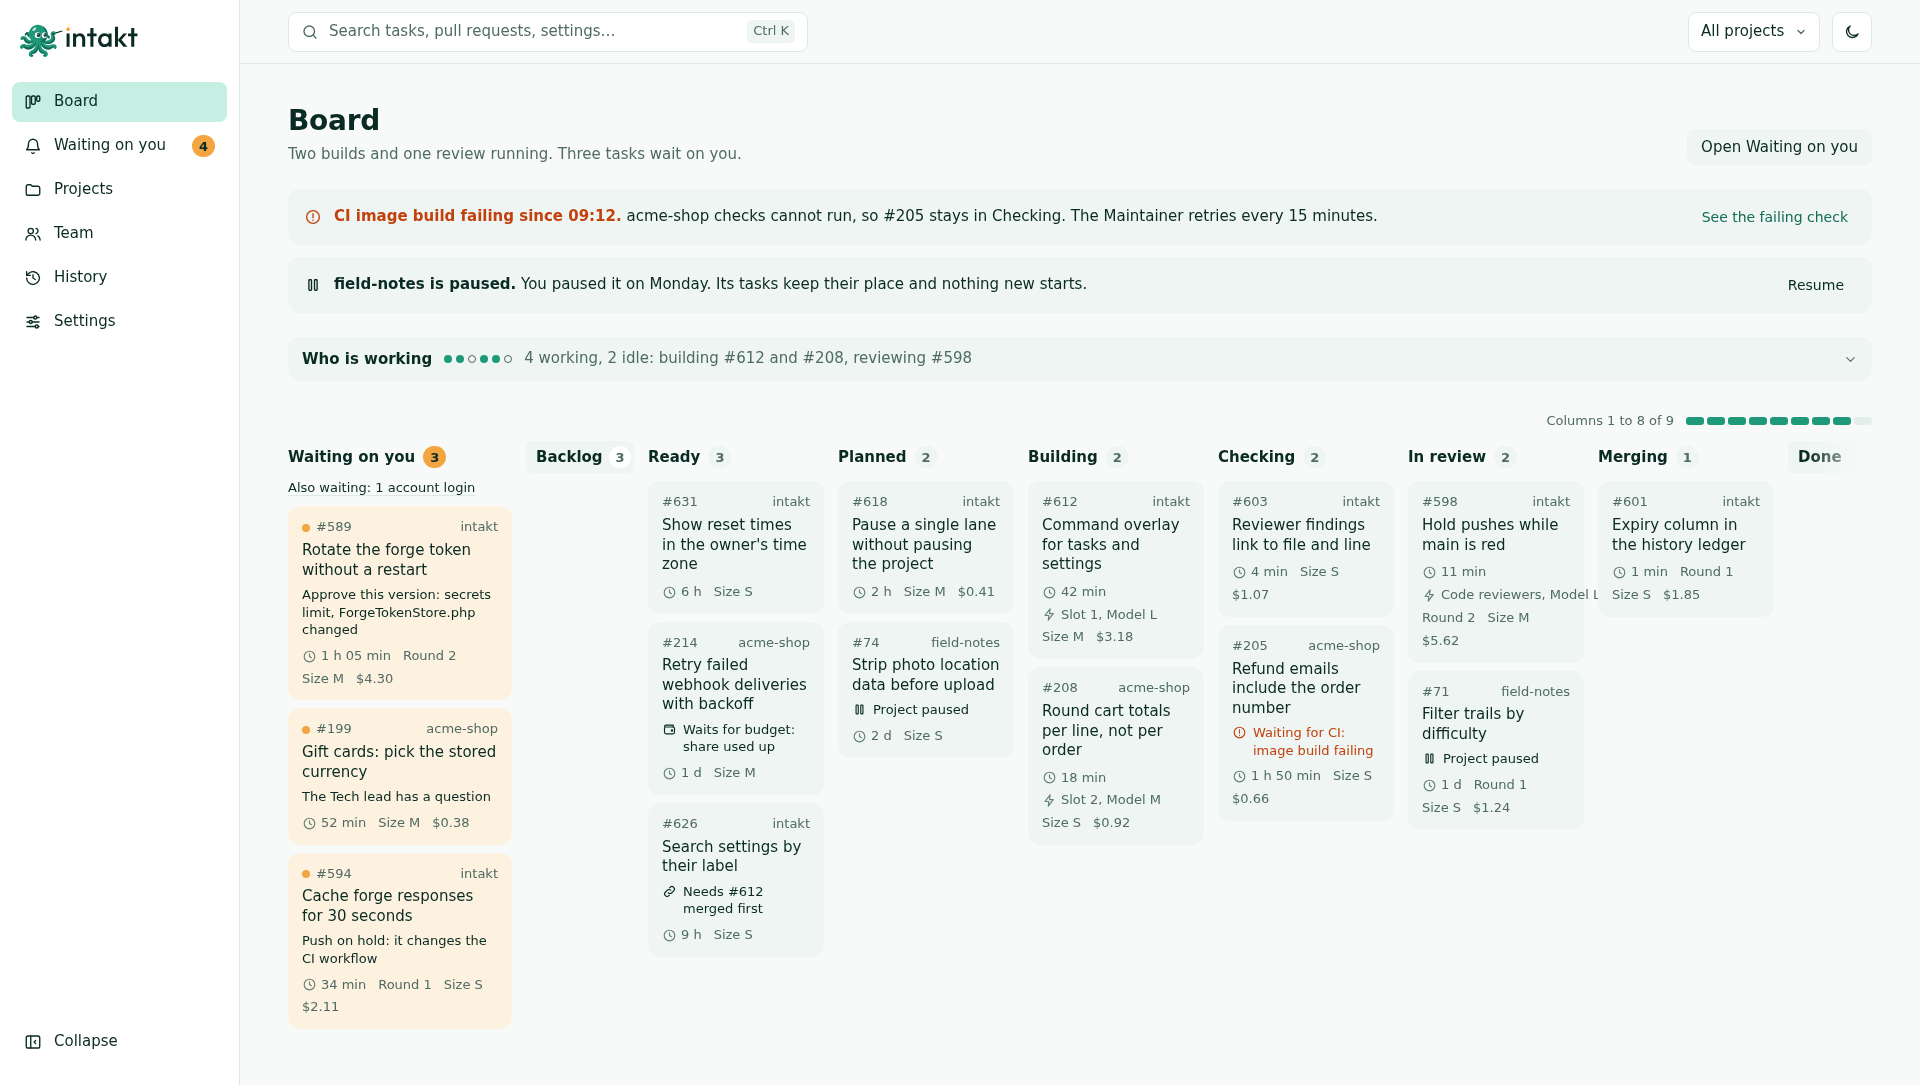 intakt
Search tasks, pull requests, settings...
Ctrl K
All projects
Board
Waiting on you
4
Projects
Team
History
Settings
Collapse
Board
Two builds and one review running. Three tasks wait on you.
Open Waiting on you
CI image build failing since 09:12. acme-shop checks cannot run, so #205 stays in Checking. The Maintainer retries every 15 minutes.
See the failing check
field-notes is paused. You paused it on Monday. Its tasks keep their place and nothing new starts.
Resume
Who is working
4 working, 2 idle: building #612 and #208, reviewing #598
Columns 1 to 8 of 9
Waiting on you 3
Also waiting: 1 account login
#589 intakt
Rotate the forge token
without a restart
Approve this version: secrets
limit, ForgeTokenStore.php
changed
1 h 05 min Round 2
Size M $4.30
#199 acme-shop
Gift cards: pick the stored
currency
The Tech lead has a question
52 min Size M $0.38
#594 intakt
Cache forge responses
for 30 seconds
Push on hold: it changes the
CI workflow
34 min Round 1 Size S
$2.11
Backlog 3
Ready 3
#631 intakt
Show reset times
in the owner's time
zone
6 h Size S
#214 acme-shop
Retry failed
webhook deliveries
with backoff
Waits for budget:
share used up
1 d Size M
#626 intakt
Search settings by
their label
Needs #612
merged first
9 h Size S
Planned 2
#618 intakt
Pause a single lane
without pausing
the project
2 h Size M $0.41
#74 field-notes
Strip photo location
data before upload
Project paused
2 d Size S
Building 2
#612 intakt
Command overlay
for tasks and
settings
42 min
Slot 1, Model L
Size M $3.18
#208 acme-shop
Round cart totals
per line, not per
order
18 min
Slot 2, Model M
Size S $0.92
Checking 2
#603 intakt
Reviewer findings
link to file and line
4 min Size S
$1.07
#205 acme-shop
Refund emails
include the order
number
Waiting for CI:
image build failing
1 h 50 min Size S
$0.66
In review 2
#598 intakt
Hold pushes while
main is red
11 min
Code reviewers, Model L
Round 2 Size M
$5.62
#71 field-notes
Filter trails by
difficulty
Project paused
1 d Round 1
Size S $1.24
Merging 1
#601 intakt
Expiry column in
the history ledger
1 min Round 1
Size S $1.85
Done